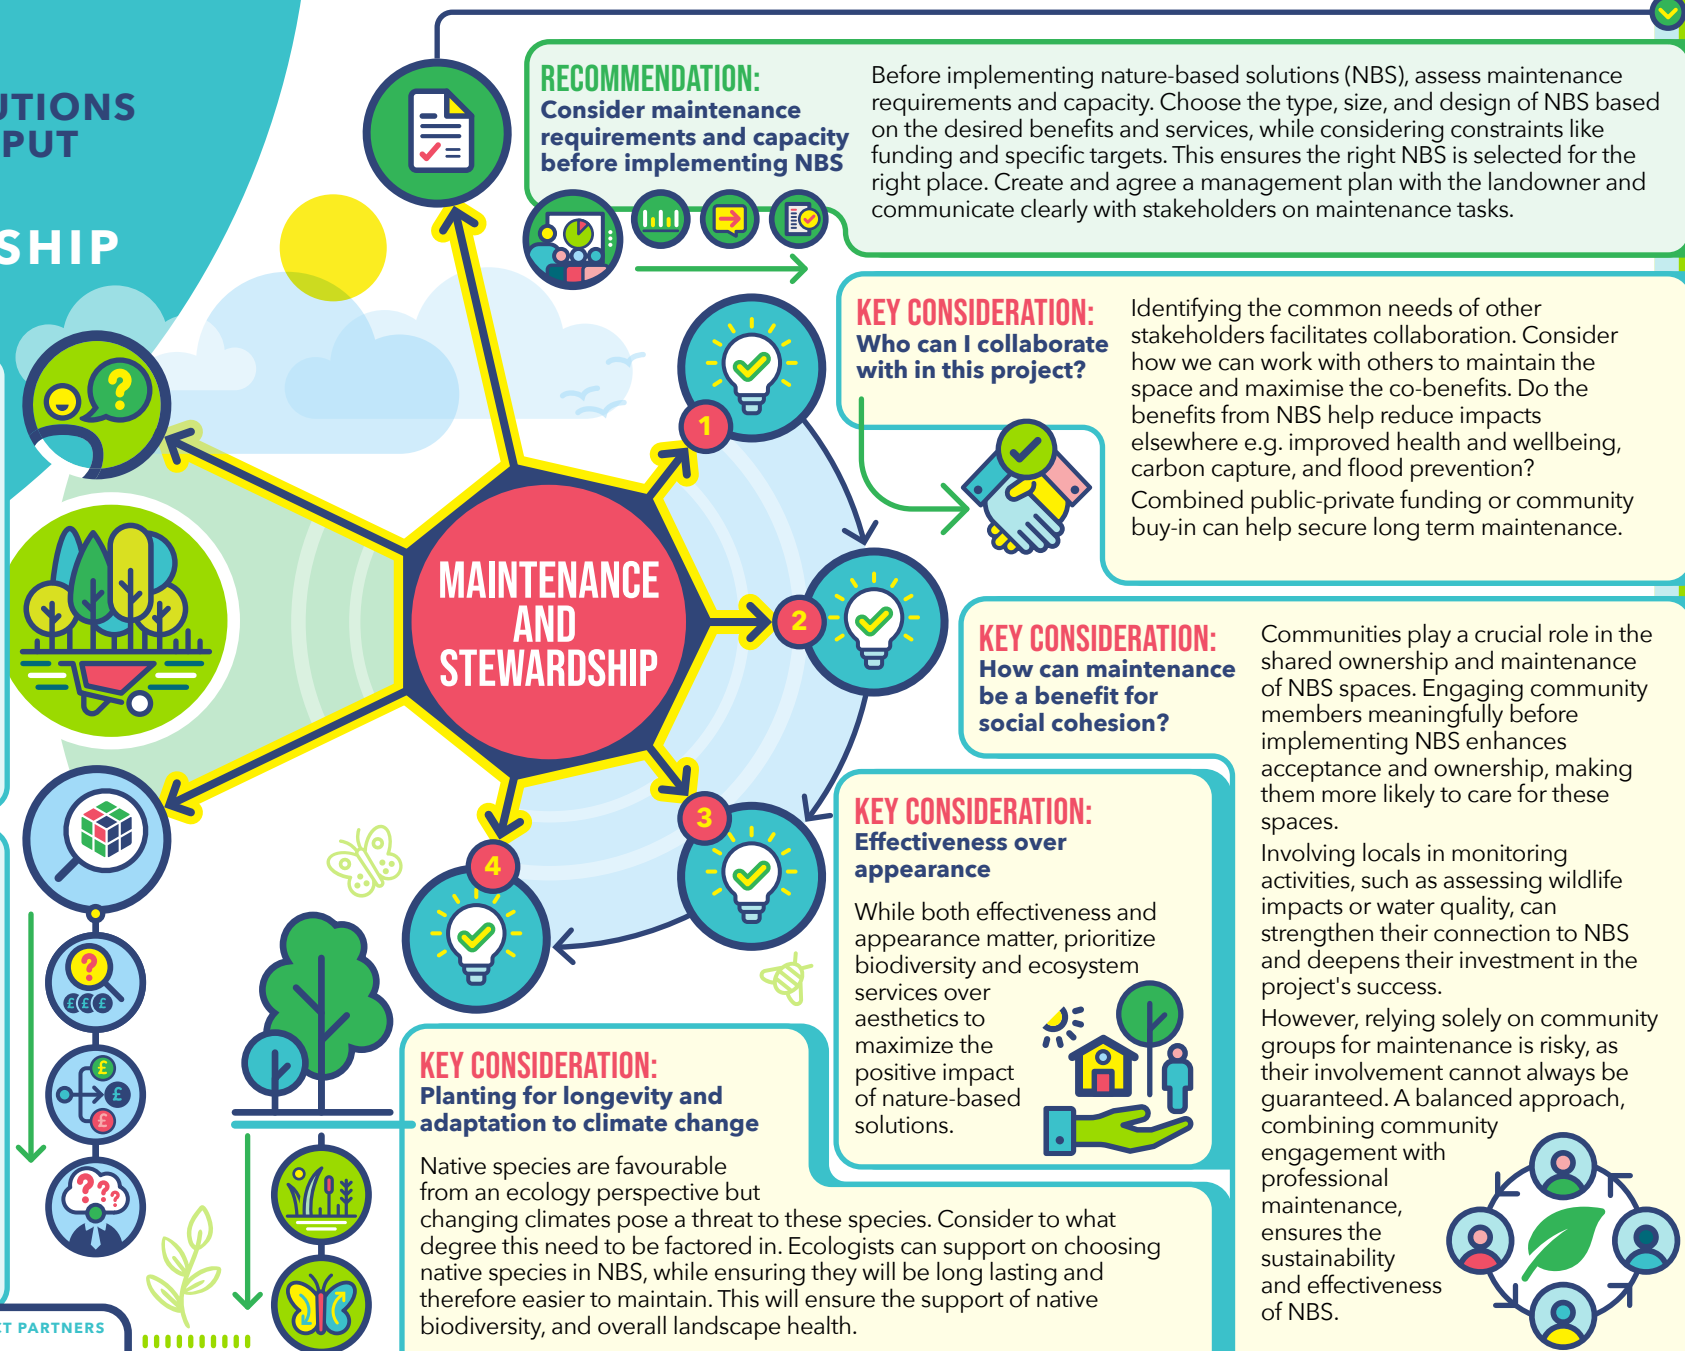 UTIONS
PUT
SHIP
RECOMMENDATION:
Consider maintenance
requirements and capacity
before implementing NBS
Before implementing nature-based solutions (NBS), assess maintenance
requirements and capacity. Choose the type, size, and design of NBS based
on the desired benefits and services, while considering constraints like
funding and specific targets. This ensures the right NBS is selected for the
right place. Create and agree a management plan with the landowner and
communicate clearly with stakeholders on maintenance tasks.
KEY CONSIDERATION:
Who can I collaborate
with in this project?
Identifying the common needs of other
stakeholders facilitates collaboration. Consider
how we can work with others to maintain the
space and maximise the co-benefits. Do the
benefits from NBS help reduce impacts
elsewhere e.g. improved health and wellbeing,
carbon capture, and flood prevention?
Combined public-private funding or community
buy-in can help secure long term maintenance.
?
1
MAINTENANCE
AND
STEWARDSHIP
2
3
4
KEY CONSIDERATION:
How can maintenance
be a benefit for
social cohesion?
Communities play a crucial role in the
shared ownership and maintenance
of NBS spaces. Engaging community
members meaningfully before
implementing NBS enhances
acceptance and ownership, making
them more likely to care for these
spaces.
Involving locals in monitoring
activities, such as assessing wildlife
impacts or water quality, can
strengthen their connection to NBS
and deepens their investment in the
project's success.
However, relying solely on community
groups for maintenance is risky, as
their involvement cannot always be
guaranteed. A balanced approach,
combining community
engagement with
professional
maintenance,
ensures the
sustainability
and effectiveness
of NBS.
KEY CONSIDERATION:
Effectiveness over
appearance
While both effectiveness and
appearance matter, prioritize
biodiversity and ecosystem
services over
aesthetics to
maximize the
positive impact
of nature-based
solutions.
?
£££
£
£
£
???
KEY CONSIDERATION:
Planting for longevity and
adaptation to climate change
Native species are favourable
from an ecology perspective but
changing climates pose a threat to these species. Consider to what
degree this need to be factored in. Ecologists can support on choosing
native species in NBS, while ensuring they will be long lasting and
therefore easier to maintain. This will ensure the support of native
biodiversity, and overall landscape health.
CT PARTNERS